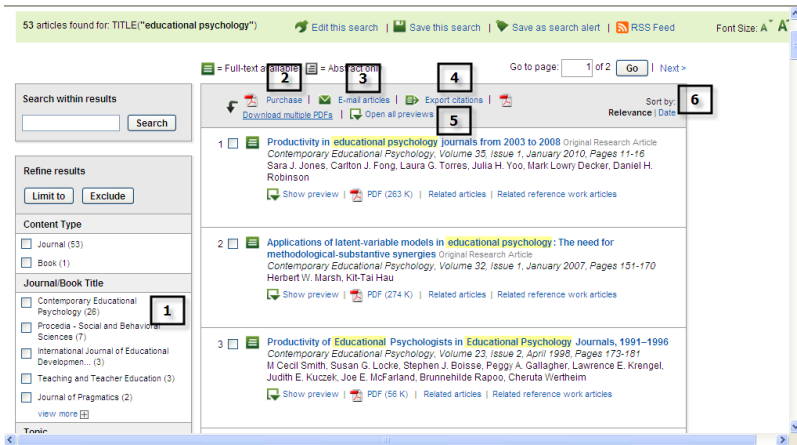 53 articles found for: TITLE("educational psychology")
Edit this search | Save this search | Save as search alert | RSS Feed
Font Size: A A
= Full-text available = Abstract only
Go to page: 1 of 2 Go | Next >
2
3
4
Search within results
Search
Purchase | E-mail articles | Export citations |
Download multiple PDFs | Open all previews
5
Sort by:
Relevance | Date
6
1 Productivity in educational psychology journals from 2003 to 2008 Original Research Article
Contemporary Educational Psychology, Volume 35, Issue 1, January 2010, Pages 11-16
Sara J. Jones, Carlton J. Fong, Laura G. Torres, Julia H. Yoo, Mark Lowry Decker, Daniel H.
Robinson
Show preview | PDF (263 K) | Related articles | Related reference work articles
Refine results
Limit to Exclude
Content Type
Journal (53)
Book (1)
Journal/Book Title
Contemporary Educational
Psychology (26)
1
Procedia - Social and Behavioral
Sciences (7)
International Journal of Educational
Developmen... (3)
Teaching and Teacher Education (3)
Journal of Pragmatics (2)
view more
Topic
2 Applications of latent-variable models in educational psychology: The need for
methodological-substantive synergies Original Research Article
Contemporary Educational Psychology, Volume 32, Issue 1, January 2007, Pages 151-170
Herbert W. Marsh, Kit-Tai Hau
Show preview | PDF (274 K) | Related articles | Related reference work articles
3 Productivity of Educational Psychologists in Educational Psychology Journals, 1991–1996
Contemporary Educational Psychology, Volume 23, Issue 2, April 1998, Pages 173-181
M Cecil Smith, Susan G. Locke, Stephen J. Boisse, Peggy A. Gallagher, Lawrence E. Krengel,
Judith E. Kuczek, Joe E. McFarland, Brunnehilde Rapoo, Cheruta Wertheim
Show preview | PDF (56 K) | Related articles | Related reference work articles